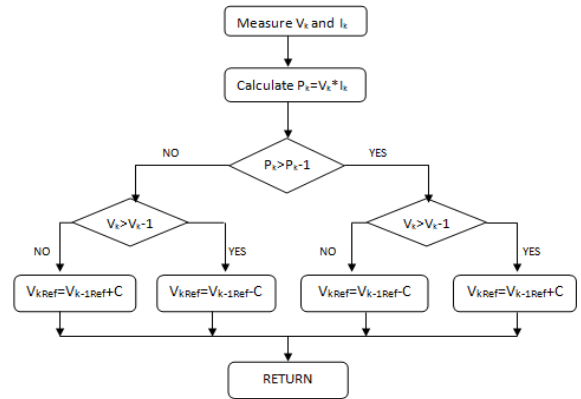 Measure Vₖ and Iₖ
Calculate Pₖ=Vₖ*Iₖ
NO
YES
Pₖ>Pₖ-1
Vₖ>Vₖ-1
Vₖ>Vₖ-1
NO
YES
NO
YES
VkRef=Vk-1Ref+C
VkRef=Vk-1Ref-C
VkRef=Vk-1Ref-C
VkRef=Vk-1Ref+C
RETURN